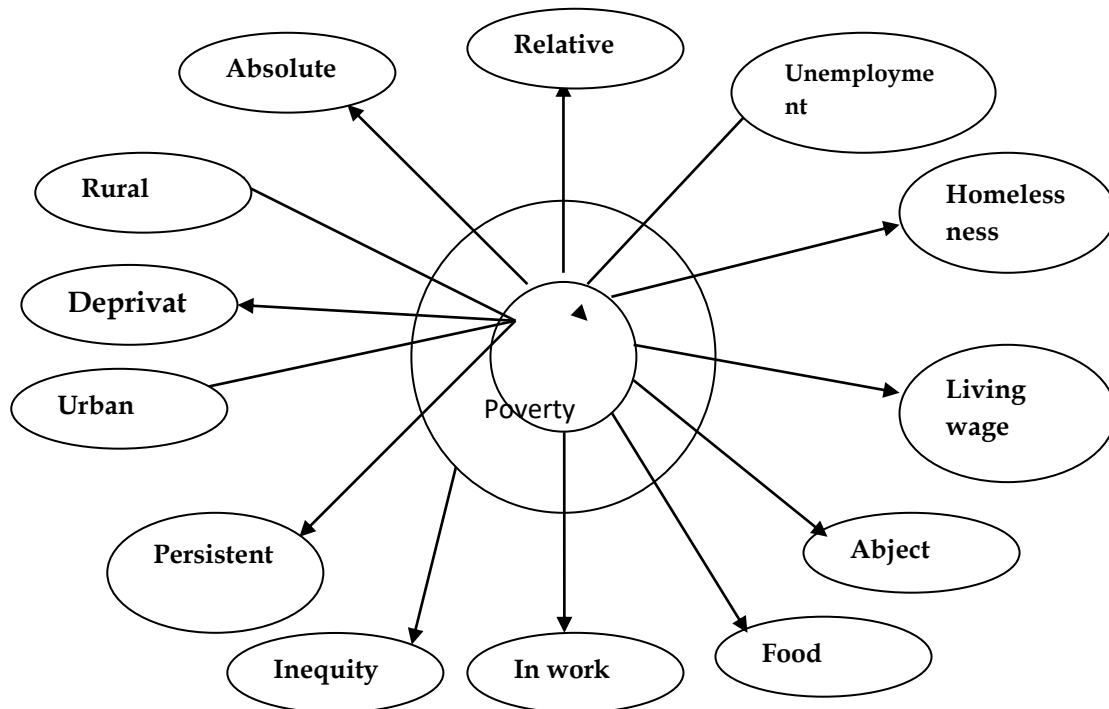 Relative
Absolute
Unemployme
nt
Rural
Homeless
ness
Deprivat
Urban
Living
wage
Poverty
Persistent
Abject
Inequity
In work
Food